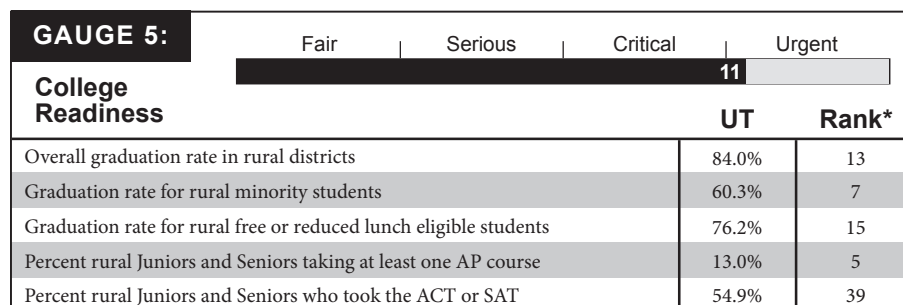 GAUGE 5:
Fair Serious Critical Urgent
11
College
Readiness
UT Rank*
Overall graduation rate in rural districts 84.0% 13
Graduation rate for rural minority students 60.3% 7
Graduation rate for rural free or reduced lunch eligible students 76.2% 15
Percent rural Juniors and Seniors taking at least one AP course 13.0% 5
Percent rural Juniors and Seniors who took the ACT or SAT 54.9% 39